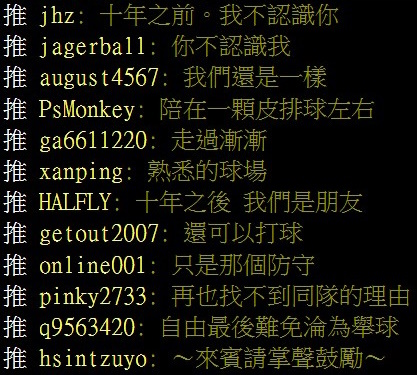 推 jhz: 十年之前。我不認識你
推 jagerball: 你不認識我
推 august4567: 我們還是一樣
推 PsMonkey: 陪在一顆皮排球左右
推 ga6611220: 走過漸漸
推 xanping: 熟悉的球場
推 HALFLY: 十年之後 我們是朋友
推 getout2007: 還可以打球
推 online001: 只是那個防守
推 pinky2733: 再也找不到同隊的理由
推 q9563420: 自由最後難免淪為舉球
推 hsintzuyo: ～來賓請掌聲鼓勵～